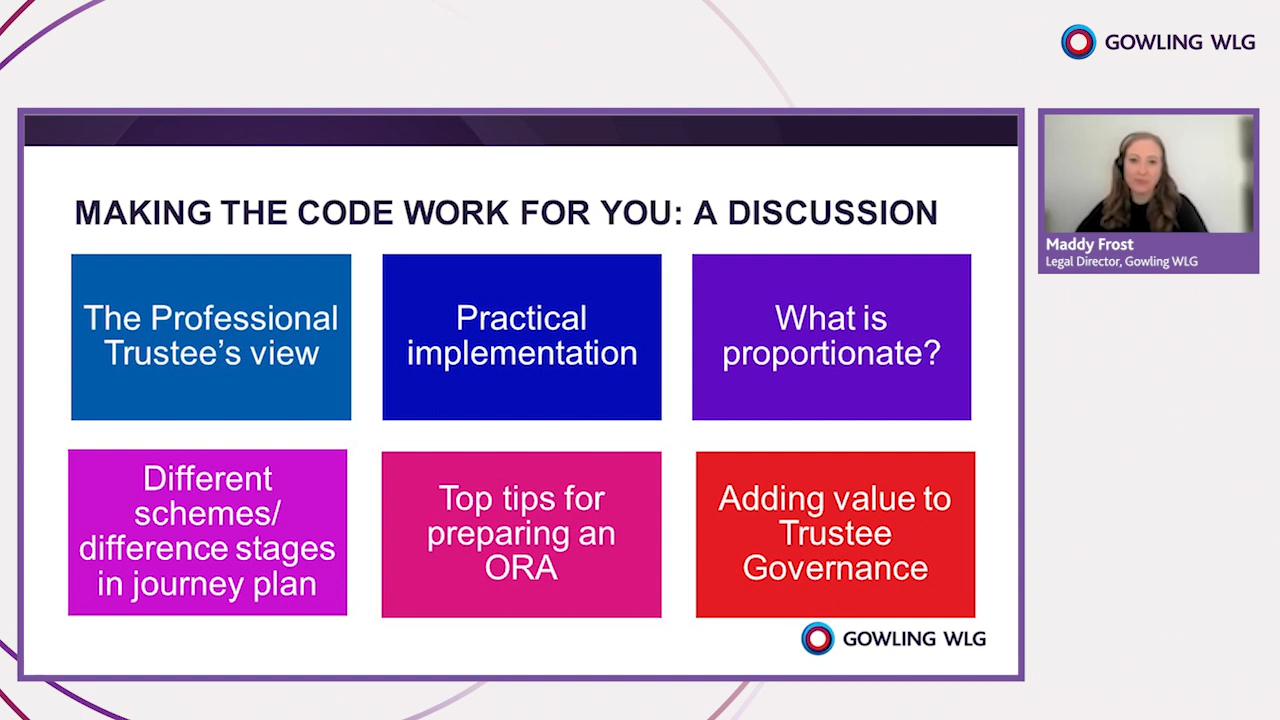 GOWLING WLG
MAKING THE CODE WORK FOR YOU: A DISCUSSION
The Professional
Trustee’s view
Practical
implementation
What is
proportionate?
Different
schemes/
difference stages
in journey plan
Top tips for
preparing an
ORA
Adding value to
Trustee
Governance
GOWLING WLG
Maddy Frost
Legal Director, Gowling WLG